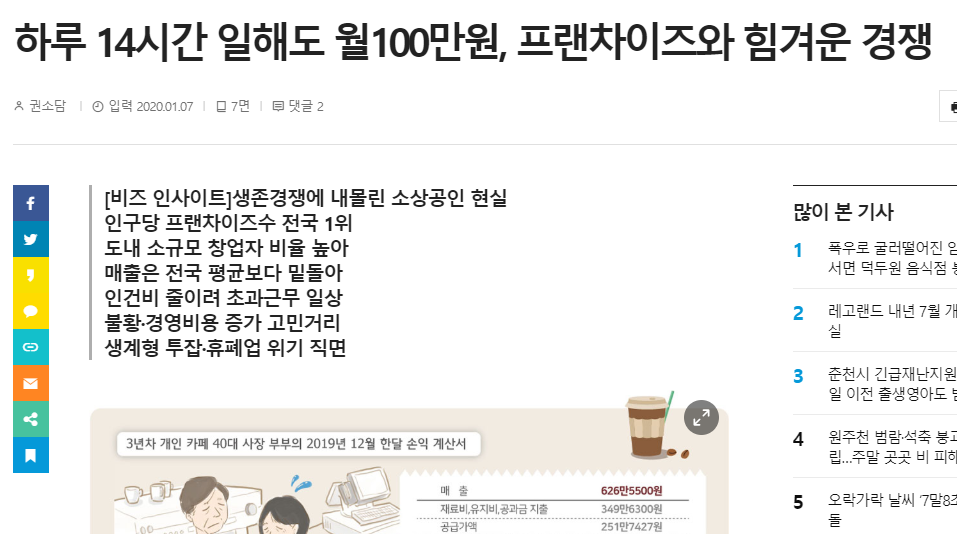 하루 14시간 일해도 월100만원, 프랜차이즈와 힘겨운 경쟁
권소담 입력 2020.01.07 7면 댓글 2
[비즈 인사이트]생존경쟁에 내몰린 소상공인 현실
인구당 프랜차이즈수 전국 1위
도내 소규모 창업자 비율 높아
매출은 전국 평균보다 밑돌아
인건비 줄이려 초과근무 일상
불황·경영비용 증가 고민거리
생계형 투잡·휴폐업 위기 직면
3년차 개인 카페 40대 사장 부부의 2019년 12월 한달 손익 계산서
매 출 626만5500원
재료비,유지비,공과금 지출 349만6300원
공급가액 251만7427원
많이 본 기사
1 폭우로 굴러떨어진
서면 덕두원 음식점
2 레고랜드 내년 7월 개
실
3 춘천시 긴급재난지원
일 이전 출생영아도
4 원주천 범람·석축 붕괴
립…주말 곳곳 비 피해
5 오락가락 날씨 '7말8초
돌